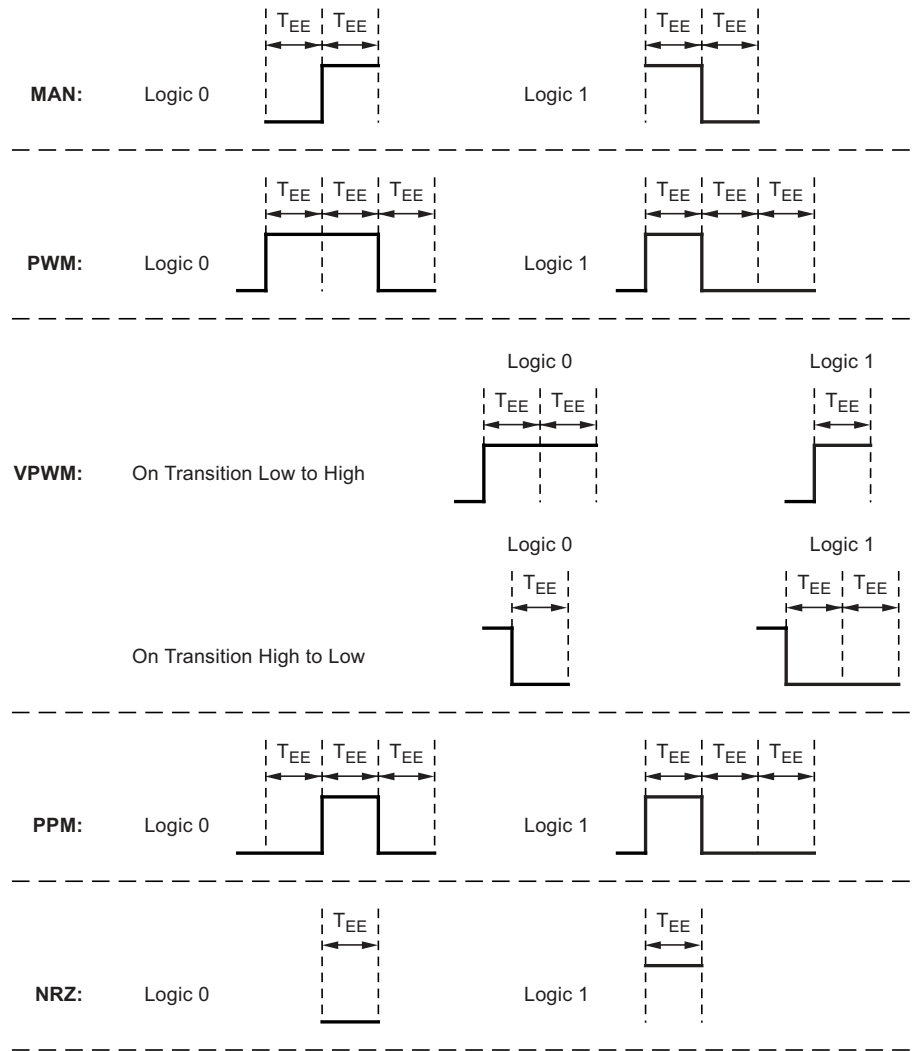 T_EE T_EE T_EE T_EE
MAN: Logic 0 Logic 1
T_EE T_EE T_EE T_EE T_EE T_EE
PWM: Logic 0 Logic 1
Logic 0 Logic 1
T_EE T_EE T_EE
VPWM: On Transition Low to High
Logic 0 Logic 1
T_EE T_EE T_EE
On Transition High to Low
T_EE T_EE T_EE T_EE T_EE T_EE
PPM: Logic 0 Logic 1
T_EE T_EE
NRZ: Logic 0 Logic 1